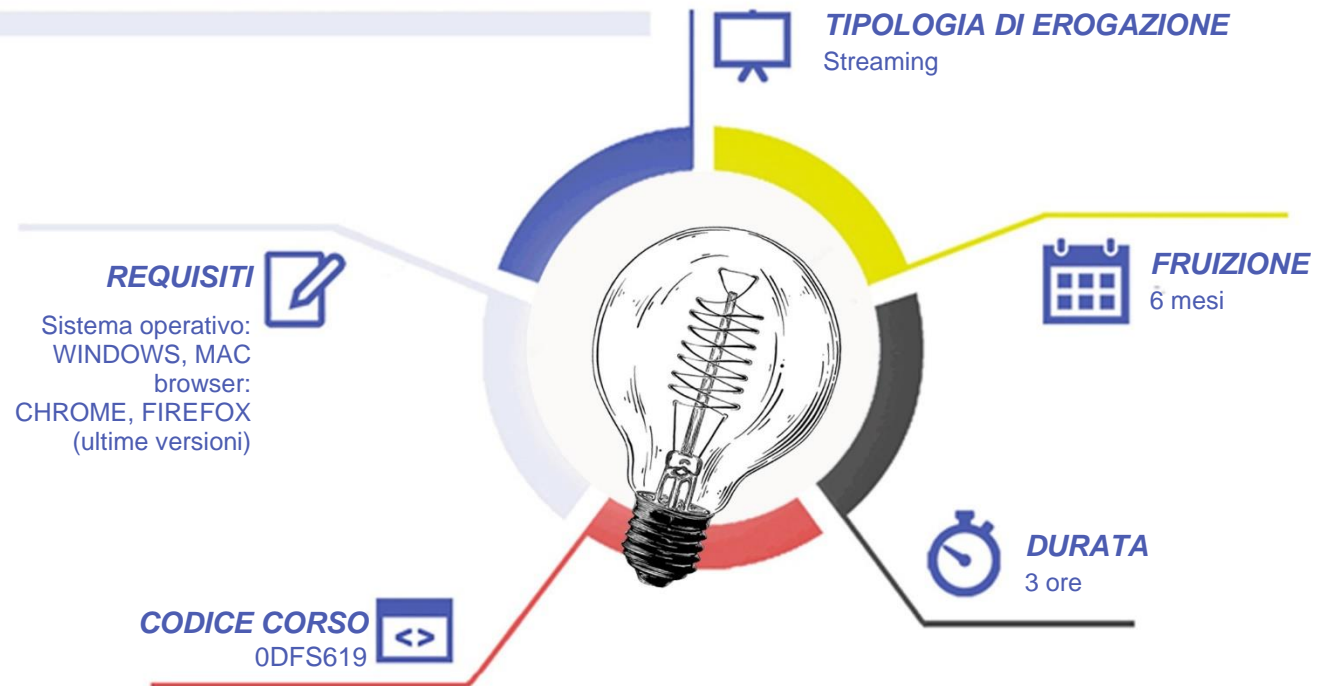 TIPOLOGIA DI EROGAZIONE
Streaming
REQUISITI
Sistema operativo:
WINDOWS, MAC
browser:
CHROME, FIREFOX
(ultime versioni)
FRUIZIONE
6 mesi
DURATA
3 ore
CODICE CORSO
0DFS619
<>